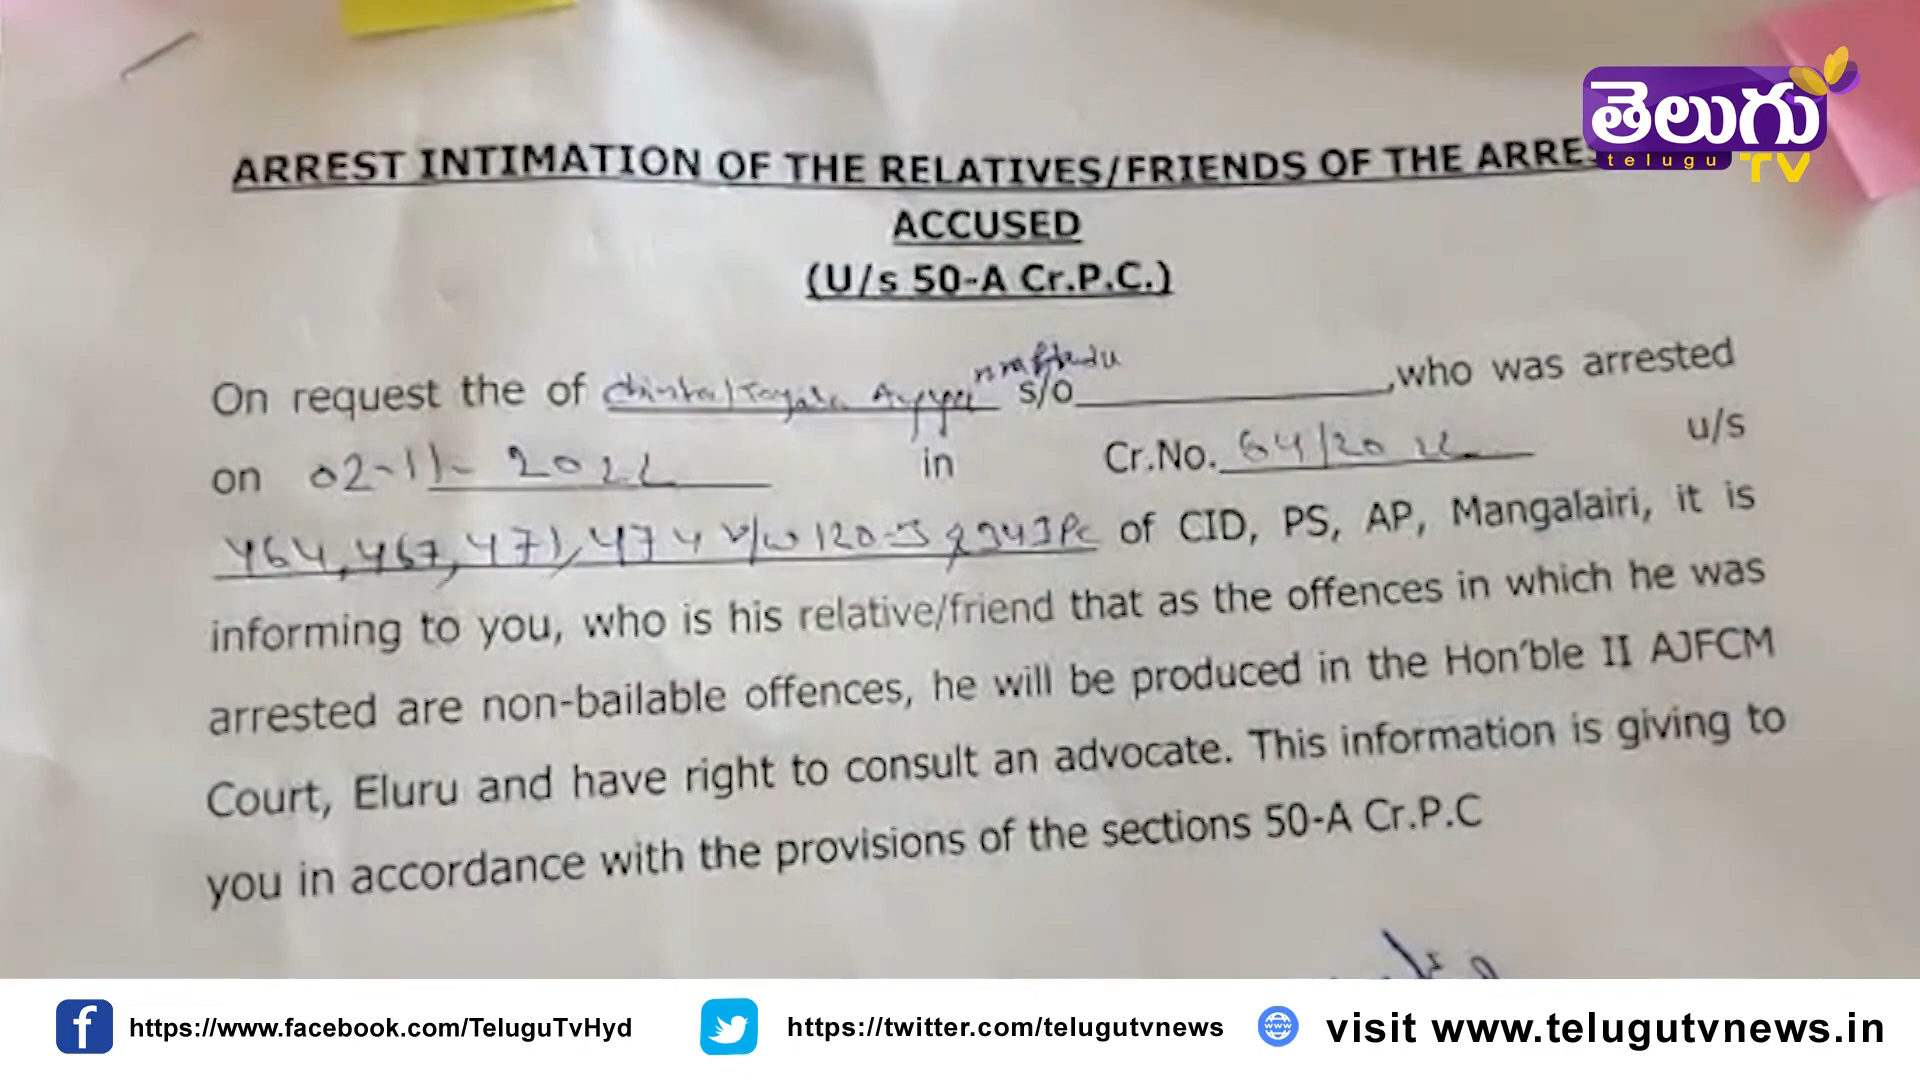 తెలుగు
telugu
TV
ARREST INTIMATION OF THE RELATIVES/FRIENDS OF THE ARRES
ACCUSED
(U/s 50-A Cr.P.C.)
On request the of s/o ,who was arrested
on 02-11-2022 in Cr.No. 64/2022 u/s
464, 467, 471, 474 r/w 120- of CID, PS, AP, Mangalairi, it is
informing to you, who is his relative/friend that as the offences in which he was
arrested are non-bailable offences, he will be produced in the Hon'ble II AJFCM
Court, Eluru and have right to consult an advocate. This information is giving to
you in accordance with the provisions of the sections 50-A Cr.P.C
https://www.facebook.com/TeluguTvHyd
https://twitter.com/telugutvnews
visit www.telugutvnews.in